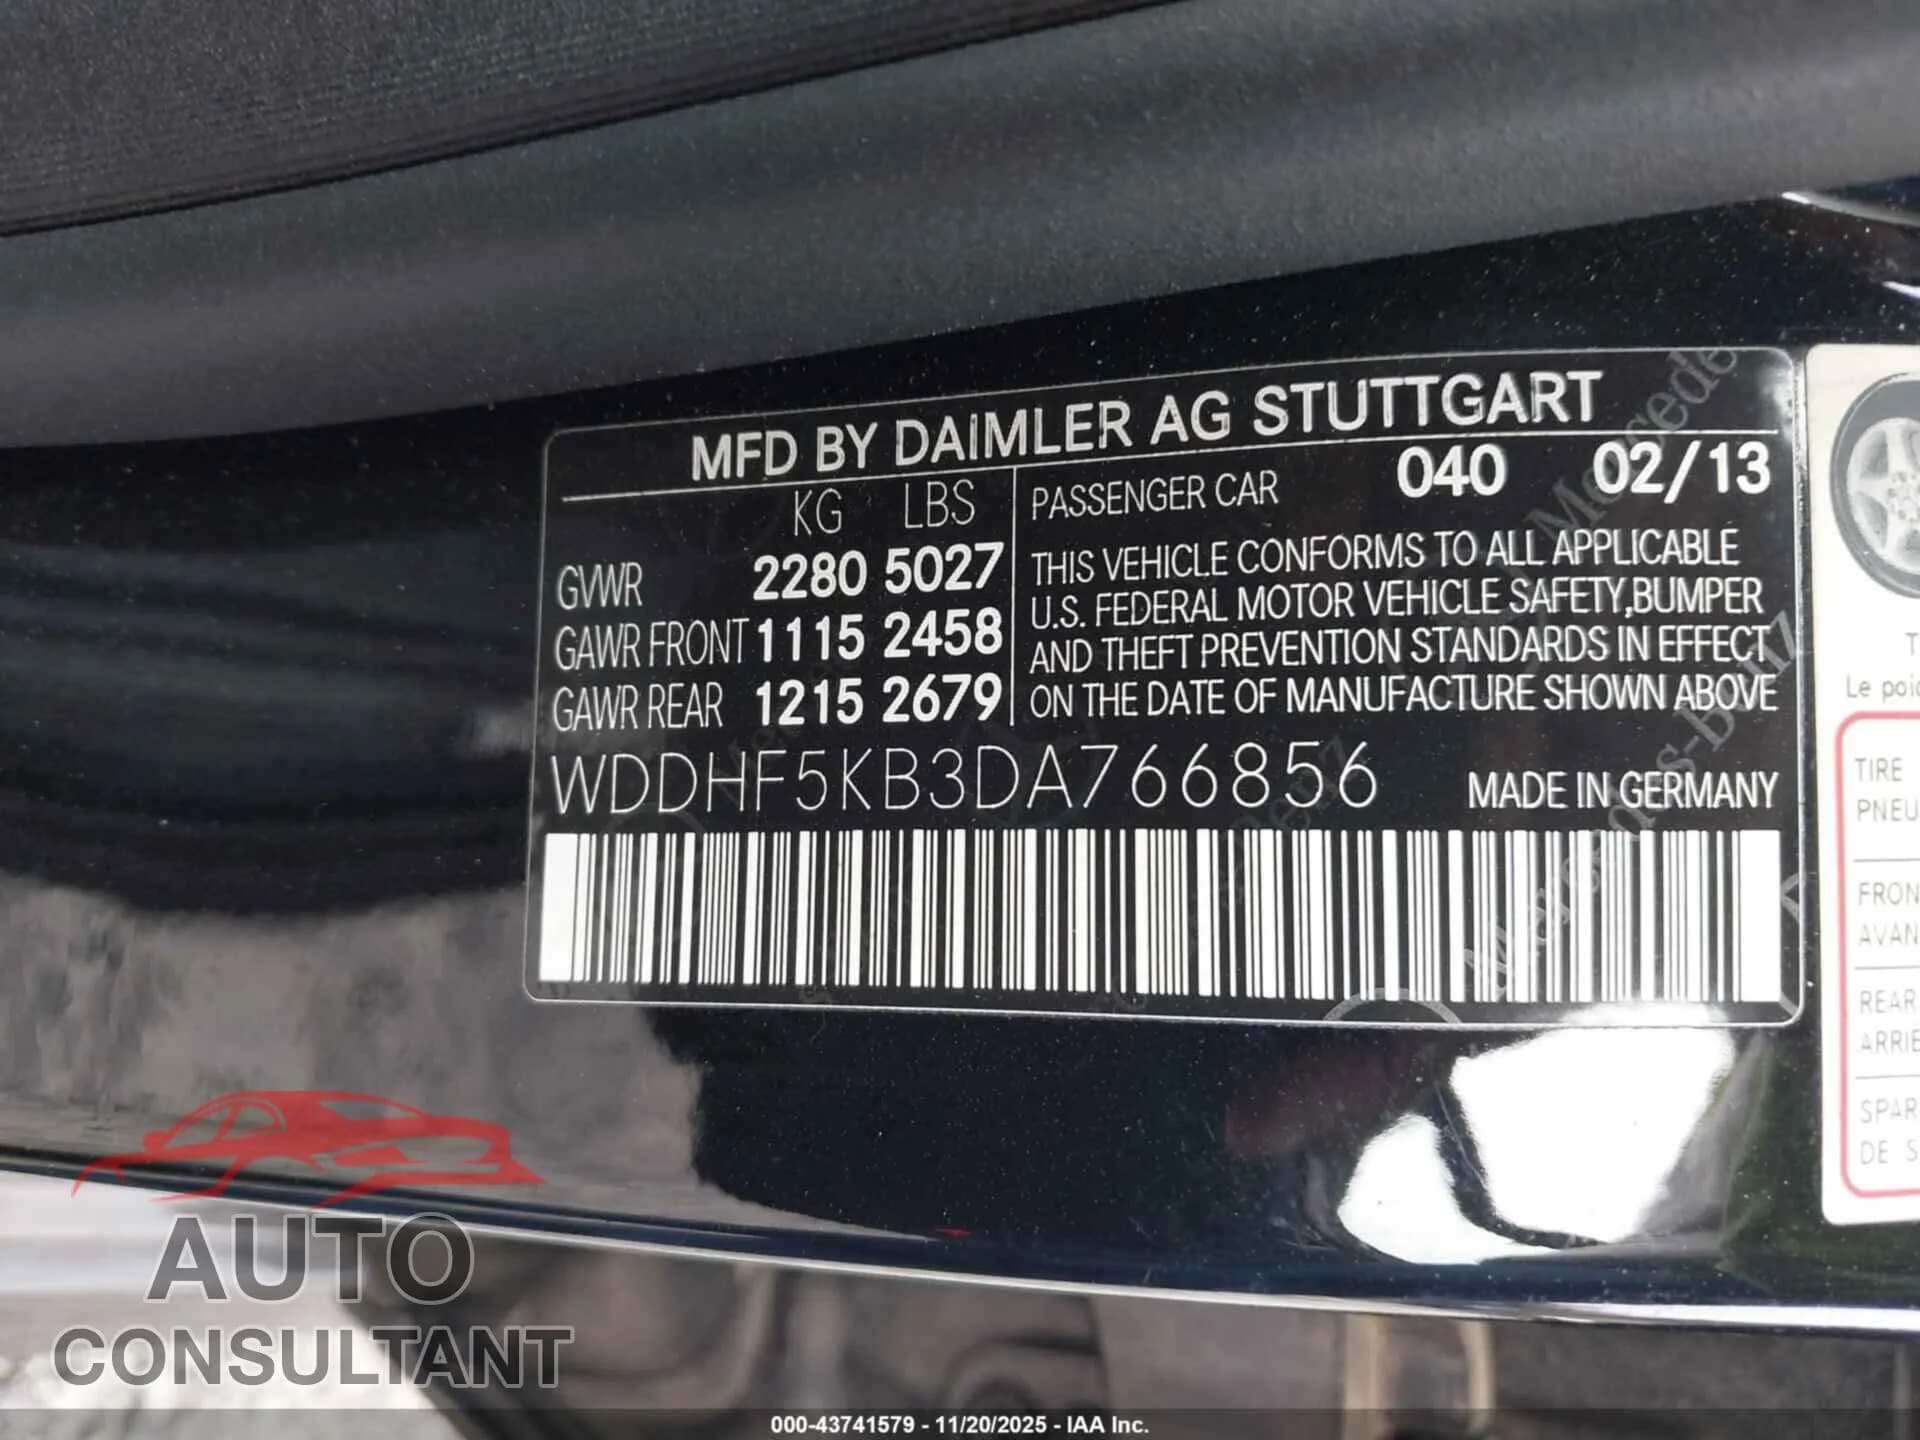 MFD BY DAIMLER AG STUTTGART
KG LBS
GVWR 2280 5027
GAWR FRONT 1115 2458
GAWR REAR 1215 2679
PASSENGER CAR 040 02/13
THIS VEHICLE CONFORMS TO ALL APPLICABLE
U.S. FEDERAL MOTOR VEHICLE SAFETY,BUMPER
AND THEFT PREVENTION STANDARDS IN EFFECT
ON THE DATE OF MANUFACTURE SHOWN ABOVE
WDDHF5KB3DA766856 MADE IN GERMANY
Le
TIRE
PNEU
FRON
AVAN
REAR
ARRIE
SPAR
DE S
AUTO
CONSULTANT
000-43741579 - 11/20/2025 - IAA Inc.